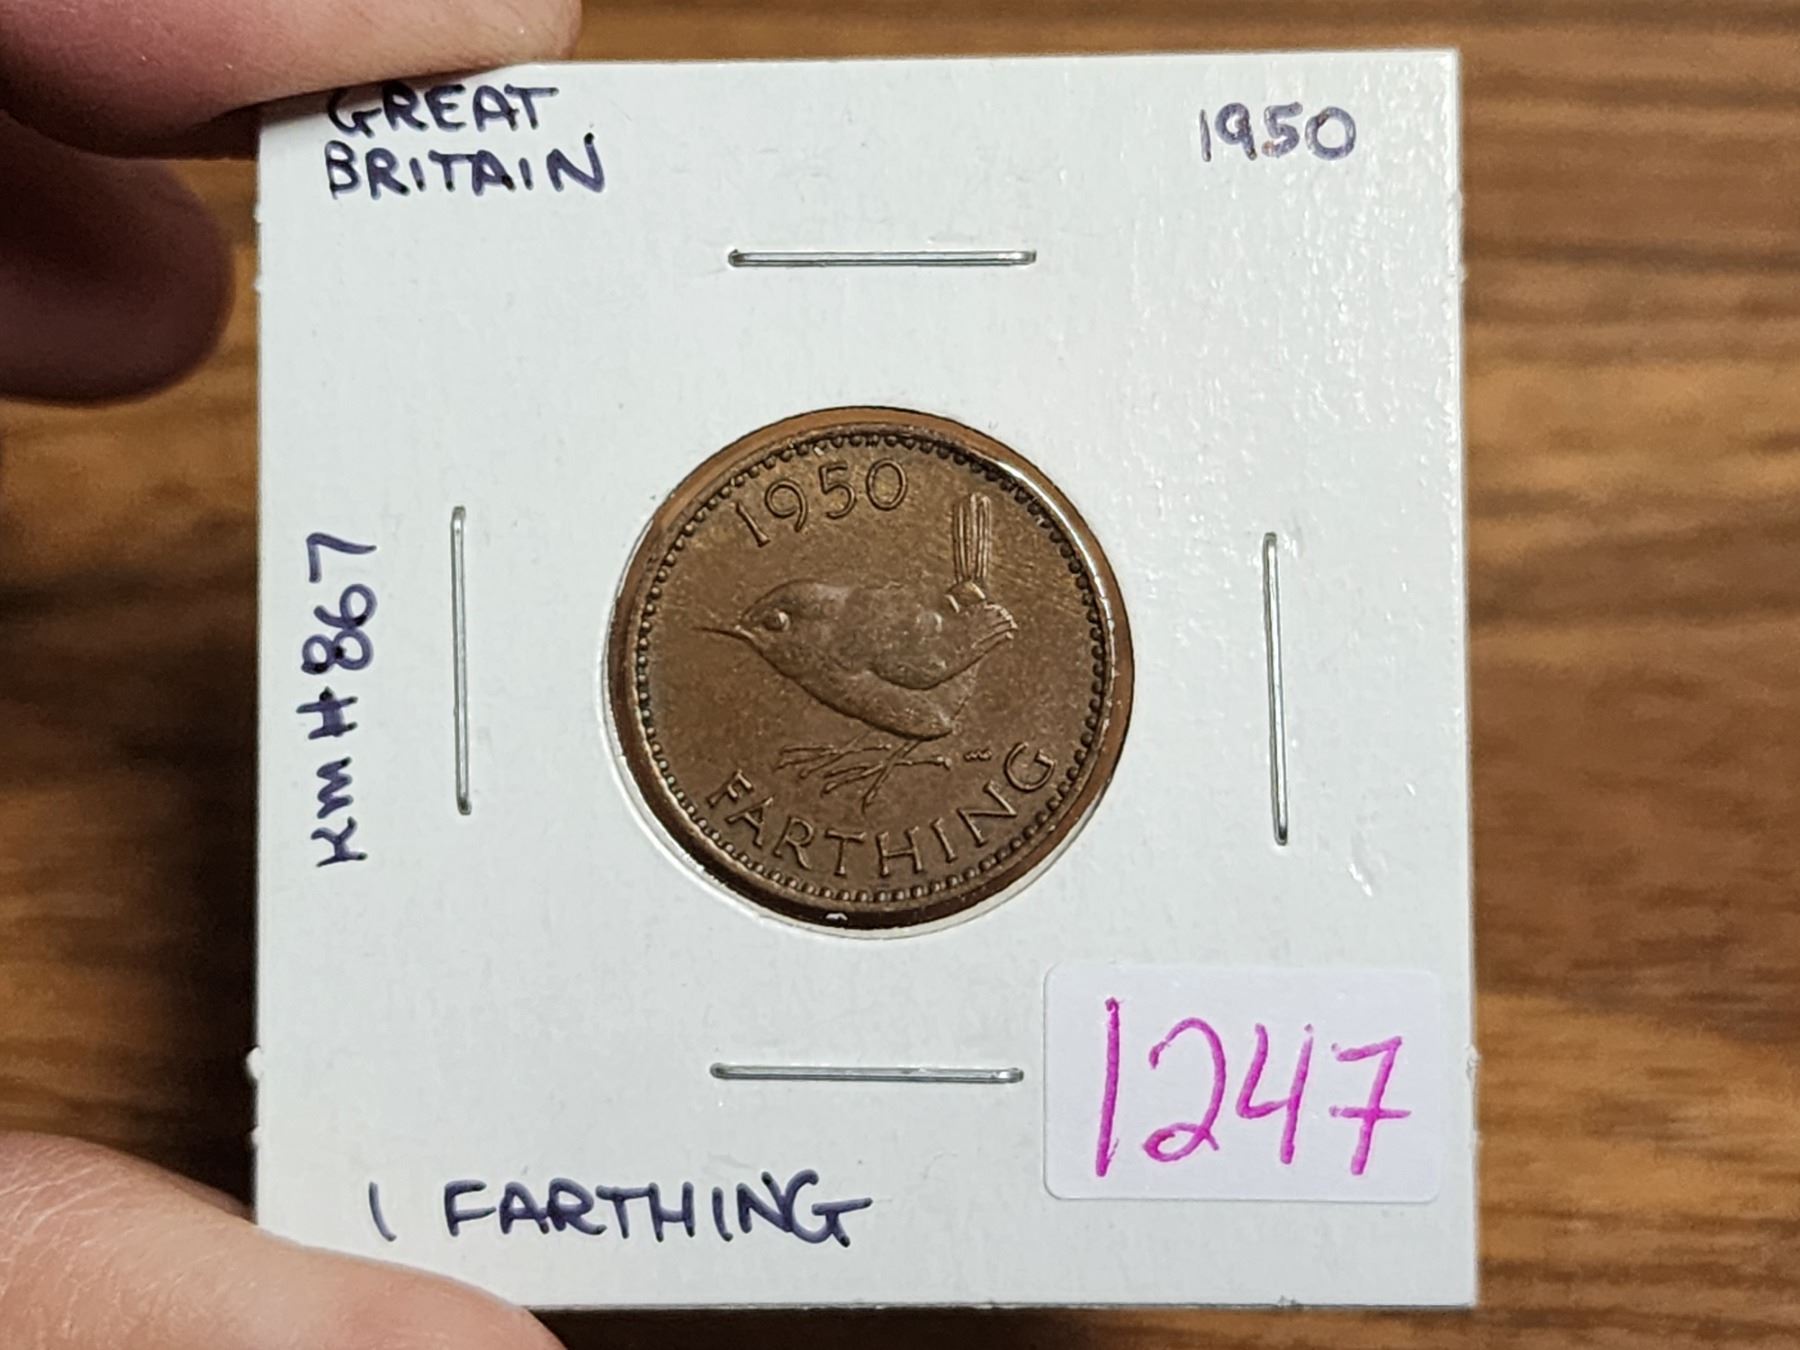 GREAT
BRITAIN
1950
KM#867
1950
FARTHING
1 FARTHING
1247